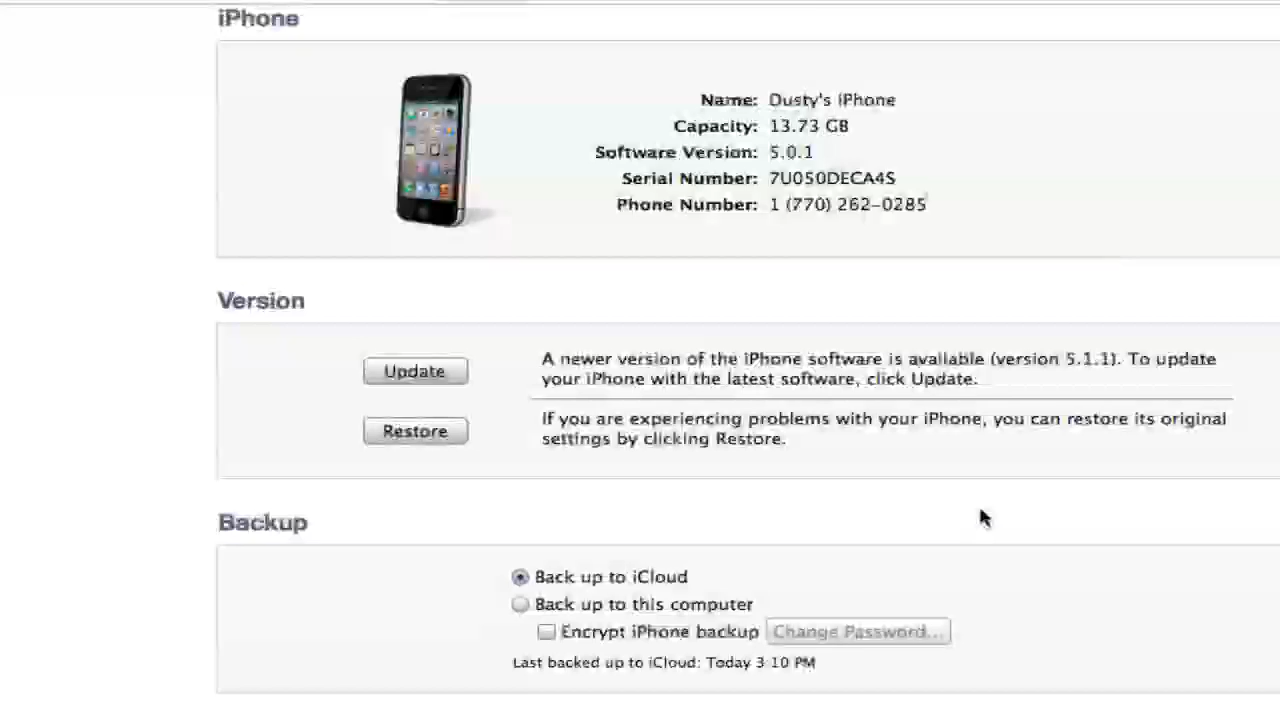 iPhone
Name: Dusty's iPhone
Capacity: 13.73 GB
Software Version: 5.0.1
Serial Number: 7U050DECA4S
Phone Number: 1 (770) 262-0285
Version
Update
A newer version of the iPhone software is available (version 5.1.1). To update
your iPhone with the latest software, click Update.
Restore
If you are experiencing problems with your iPhone, you can restore its original
settings by clicking Restore.
Backup
Back up to iCloud
Back up to this computer
Encrypt iPhone backup Change Password...
Last backed up to iCloud: Today 3:10 PM